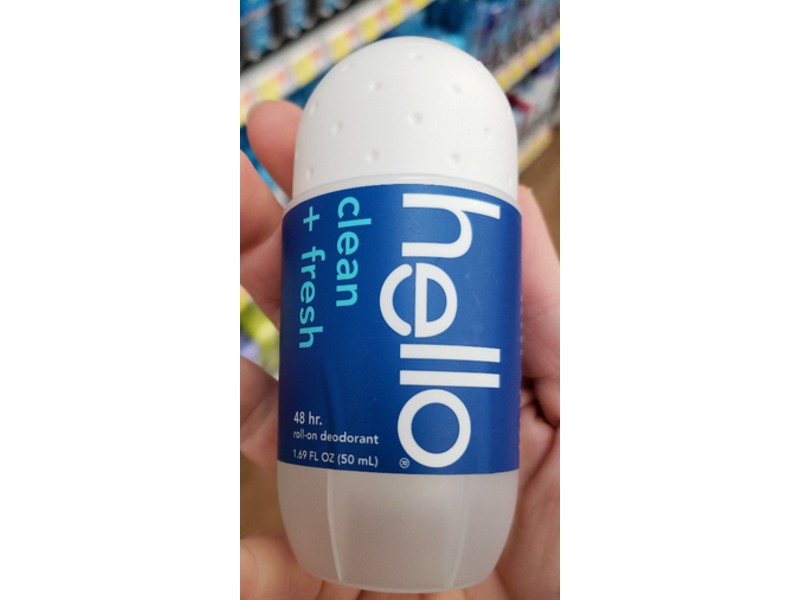 hello®
clean
+ fresh
48 hr.
roll-on deodorant
1.69 FL OZ (50 mL)